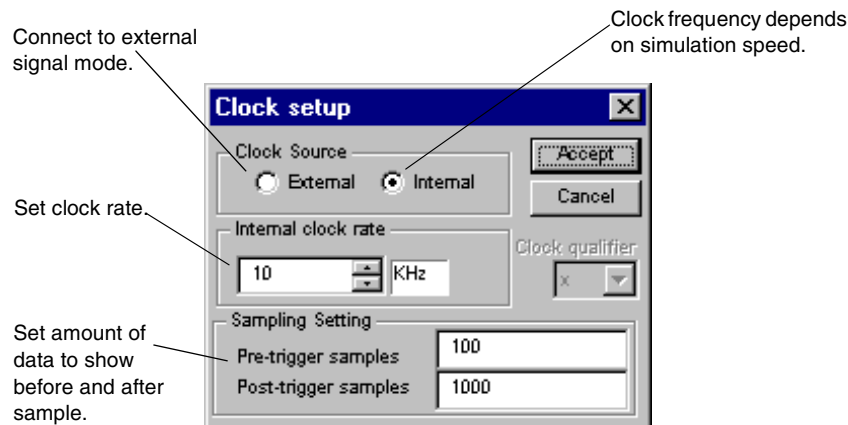 Clock frequency depends
on simulation speed.
Connect to external
signal mode.
Clock setup
Clock Source
External Internal
Accept
Cancel
Set clock rate.
Internal clock rate
10 KHz
Clock qualifier
x
Set amount of
data to show
before and after
sample.
Sampling Setting
Pre-trigger samples 100
Post-trigger samples 1000